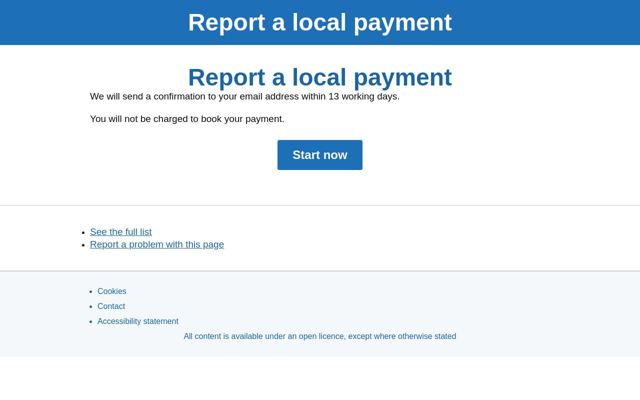 Report a local payment
Report a local payment
We will send a confirmation to your email address within 13 working days.
You will not be charged to book your payment.
Start now
See the full list
Report a problem with this page
Cookies
Contact
Accessibility statement
All content is available under an open licence, except where otherwise stated